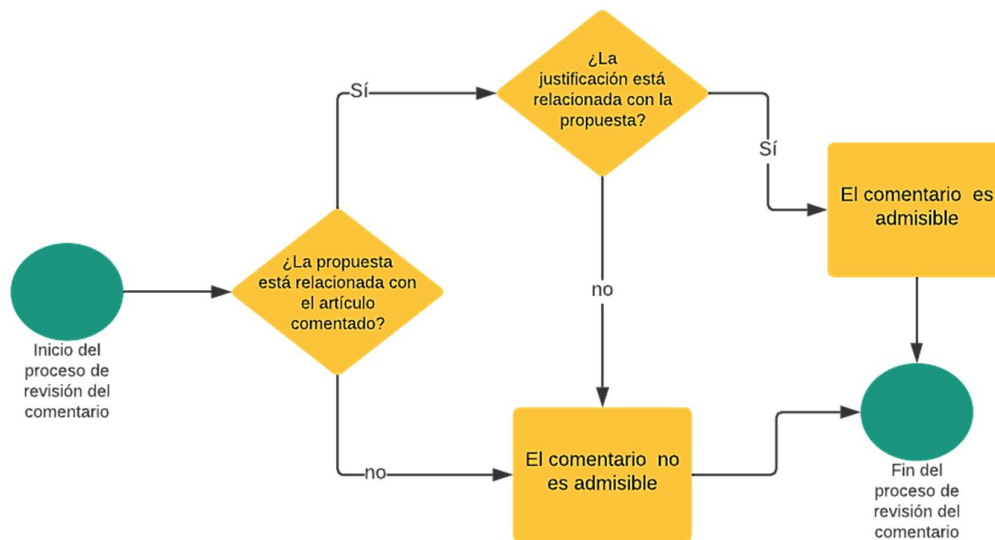 ¿La
justificación está
relacionada con la
propuesta?
Sí
Sí
El comentario es
admisible
¿La propuesta
está relacionada con
el artículo
comentado?
no
Inicio del
proceso de
revisión del
comentario
El comentario no
es admisible
no
Fin del
proceso de
revisión del
comentario